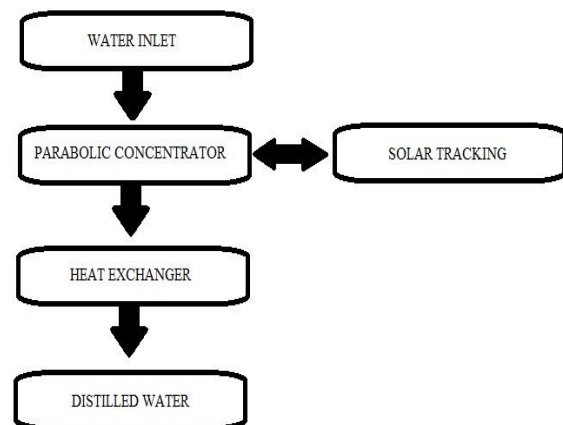 WATER INLET
PARABOLIC CONCENTRATOR
SOLAR TRACKING
HEAT EXCHANGER
DISTILLED WATER